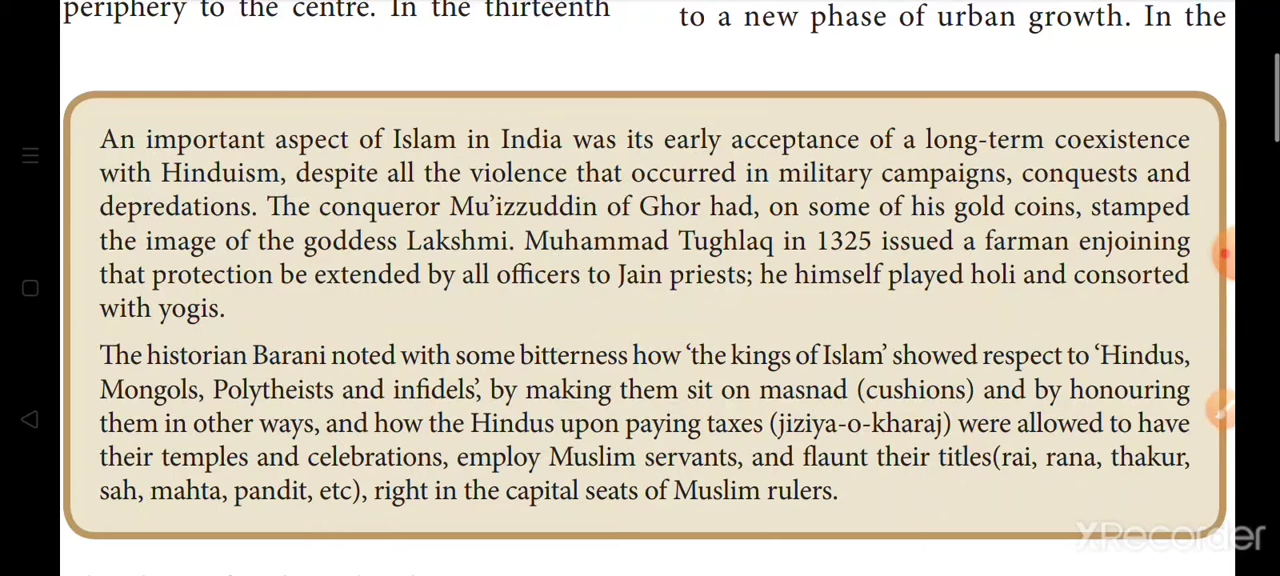 periphery to the centre. In the thirteenth
to a new phase of urban growth. In the
An important aspect of Islam in India was its early acceptance of a long-term coexistence
with Hinduism, despite all the violence that occurred in military campaigns, conquests and
depredations. The conqueror Mu’izzuddin of Ghor had, on some of his gold coins, stamped
the image of the goddess Lakshmi. Muhammad Tughlaq in 1325 issued a farman enjoining
that protection be extended by all officers to Jain priests; he himself played holi and consorted
with yogis.
The historian Barani noted with some bitterness how ‘the kings of Islam’ showed respect to ‘Hindus,
Mongols, Polytheists and infidels’, by making them sit on masnad (cushions) and by honouring
them in other ways, and how the Hindus upon paying taxes (jiziya-o-kharaj) were allowed to have
their temples and celebrations, employ Muslim servants, and flaunt their titles(rai, rana, thakur,
sah, mahta, pandit, etc), right in the capital seats of Muslim rulers.
XRecorder